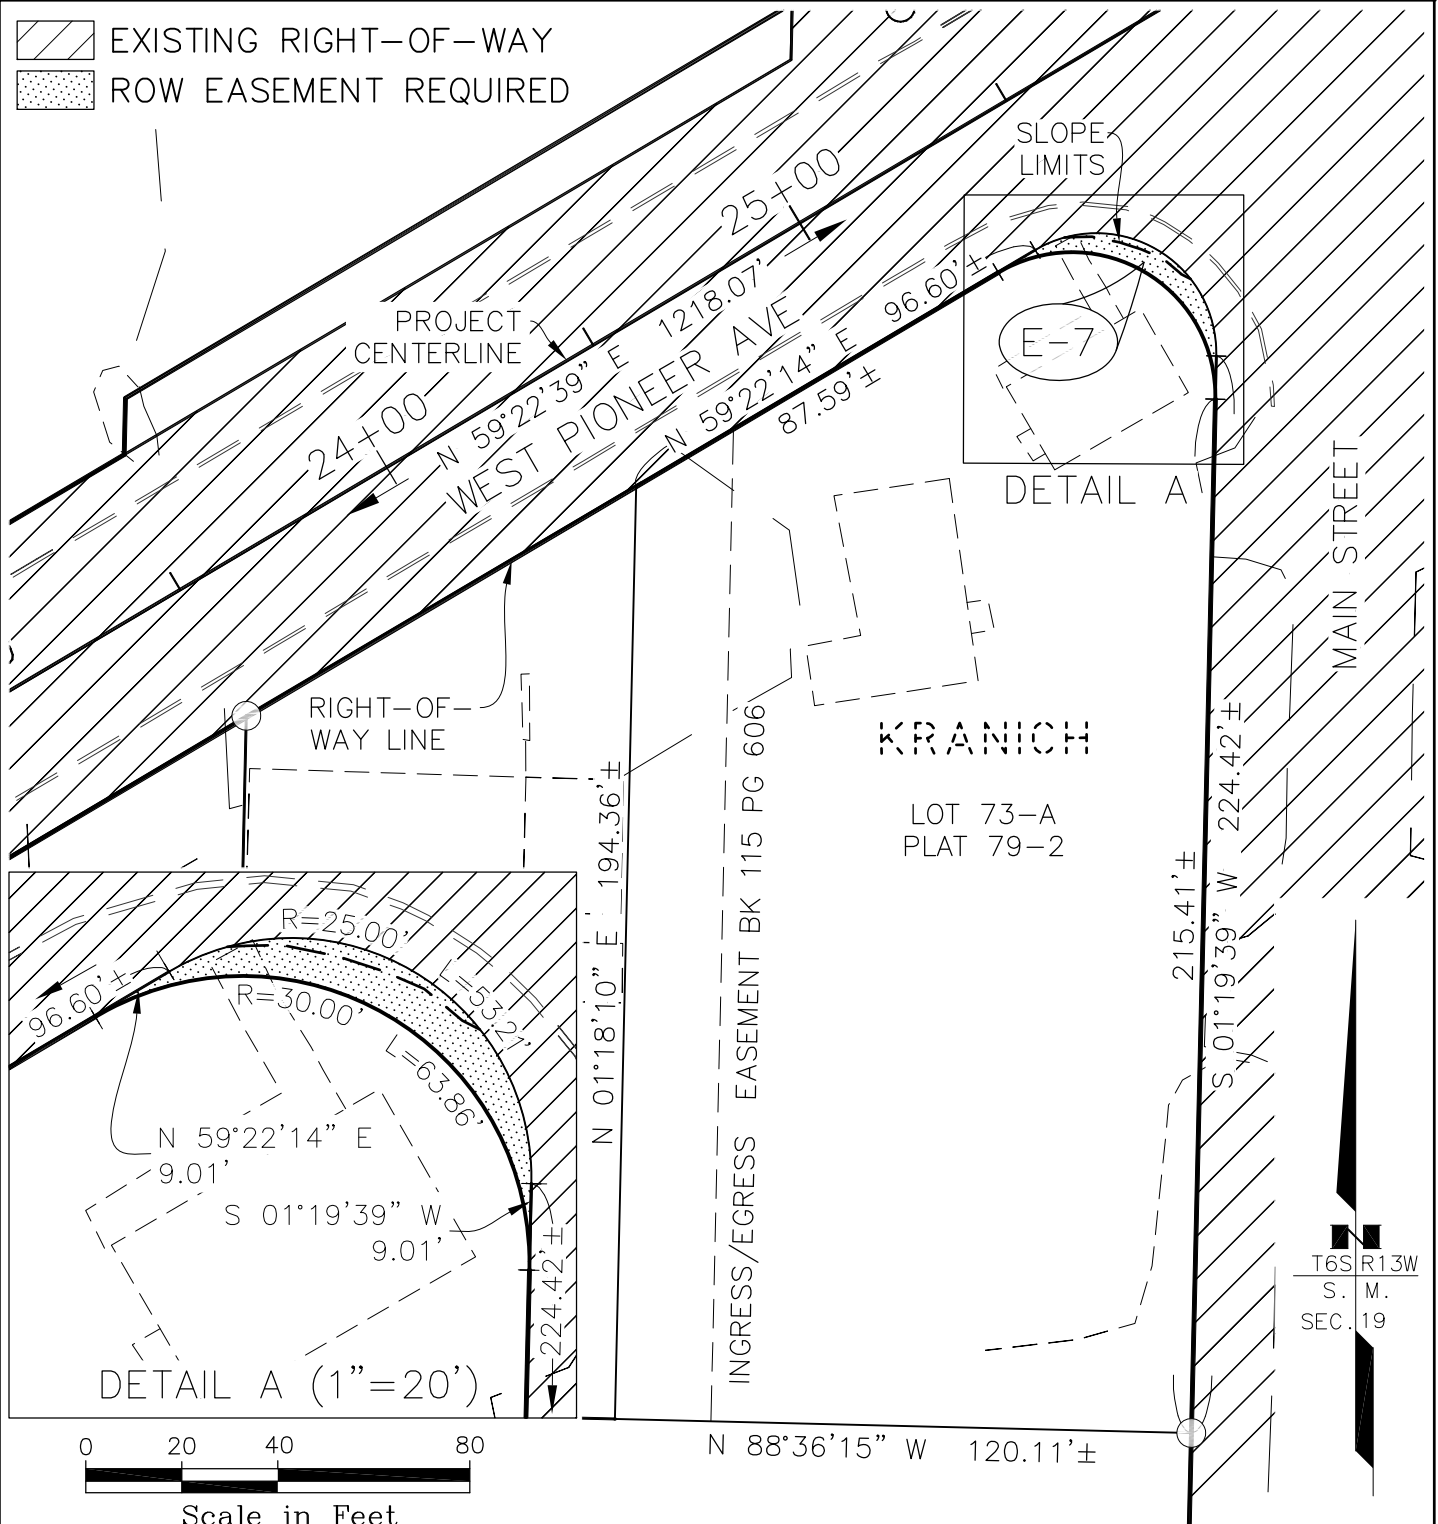 EXISTING RIGHT-OF-WAY
ROW EASEMENT REQUIRED
SLOPE
LIMITS
25+00
PROJECT
CENTERLINE
N 59°22'39" E 1218.07'
WEST PIONEER AVE
24+00
N 59°22'14" E 96.60'±
87.59'±
E-7
DETAIL A
MAIN STREET
RIGHT-OF-
WAY LINE
KRANICH
LOT 73-A
PLAT 79-2
N 01°18'10" E 194.36'±
INGRESS/EGRESS EASEMENT BK 115 PG 606
215.41'±
S 01°19'39" W 224.42'±
R=25.00'
L=53.21'
96.60'±
R=30.00'
L=63.86'
N 59°22'14" E
9.01'
S 01°19'39" W
9.01'
224.42'±
DETAIL A (1"=20')
N 88°36'15" W 120.11'±
N
T6S R13W
S. M.
SEC. 19
0 20 40 80
Scale in Feet